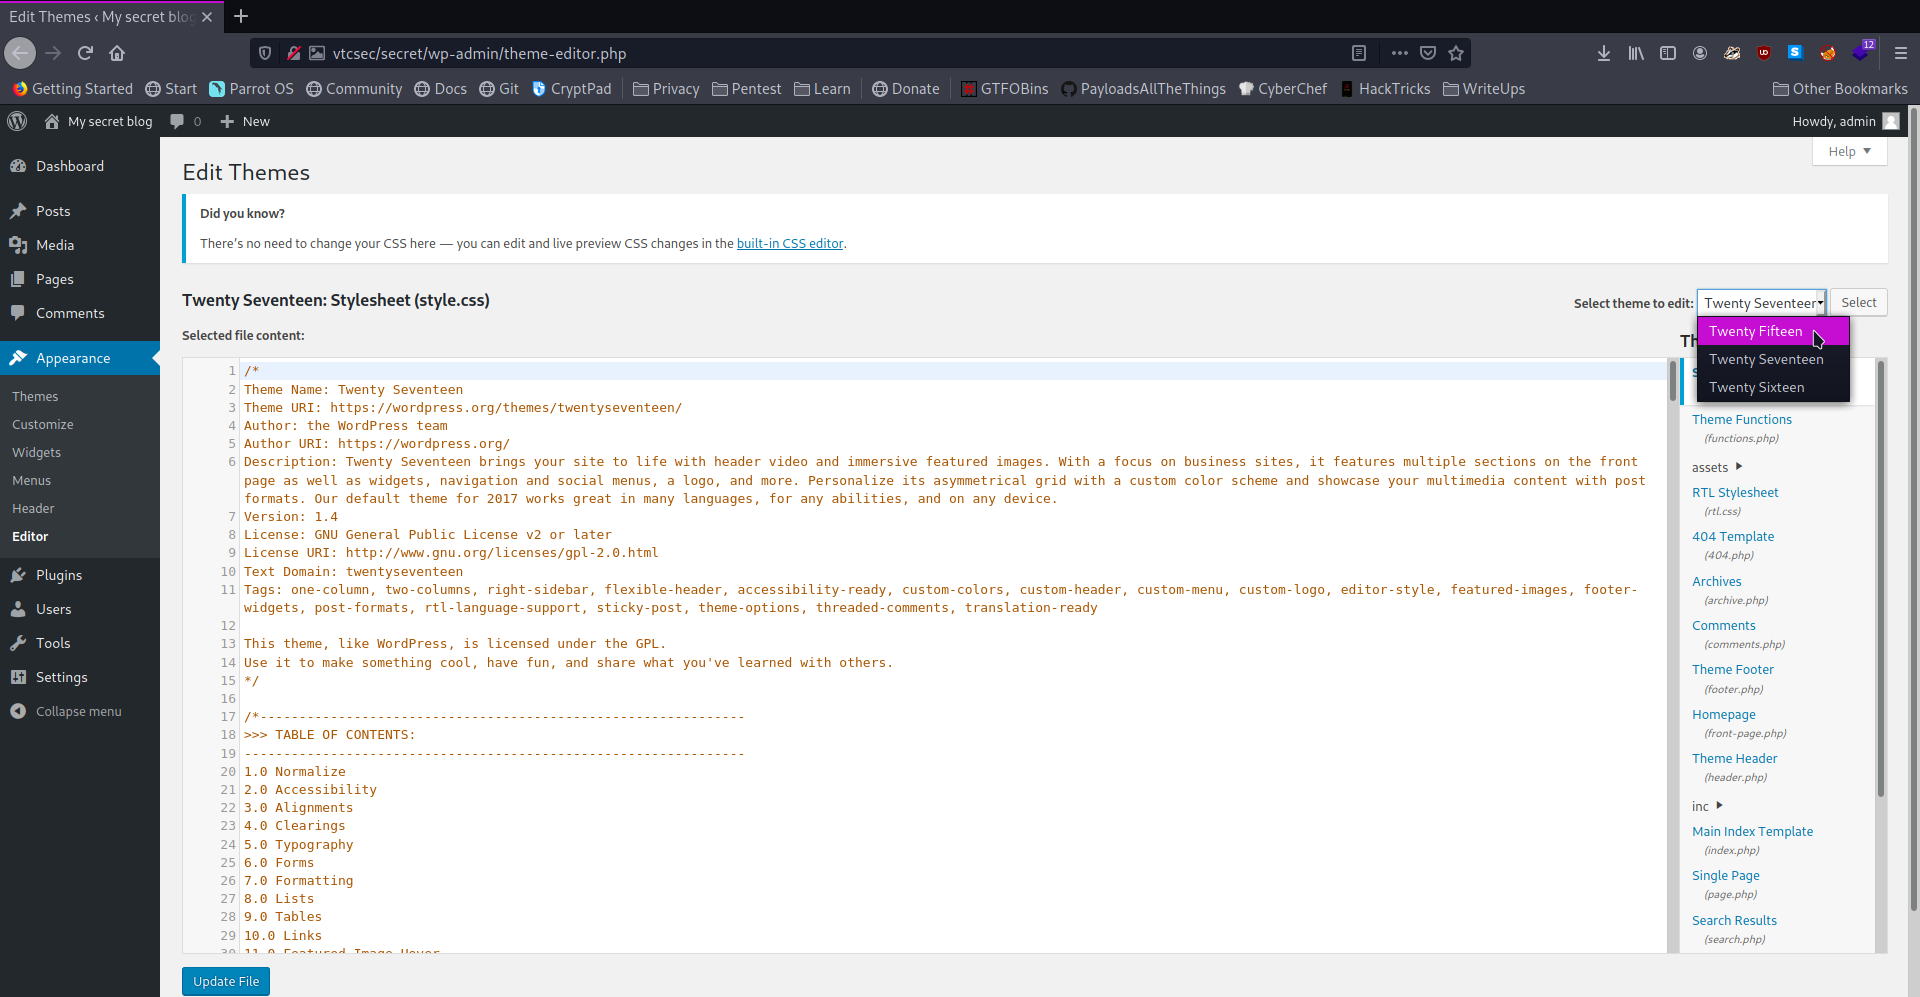 Edit Themes ‹ My secret blog
vtcsec/secret/wp-admin/theme-editor.php
12
Getting Started Start Parrot OS Community Docs Git CryptPad Privacy Pentest Learn Donate GTFOBins PayloadsAllTheThings CyberChef HackTricks WriteUps Other Bookmarks
My secret blog 0 New Howdy, admin
Help
Dashboard
Posts
Media
Pages
Comments
Appearance
Themes
Customize
Widgets
Menus
Header
Editor
Plugins
Users
Tools
Settings
Collapse menu
Edit Themes
Did you know?
There's no need to change your CSS here — you can edit and live preview CSS changes in the built-in CSS editor.
Twenty Seventeen: Stylesheet (style.css)
Select theme to edit: Twenty Seventeen Select
Twenty Fifteen
Twenty Seventeen
Twenty Sixteen
Selected file content:
1 /*
2 Theme Name: Twenty Seventeen
3 Theme URI: https://wordpress.org/themes/twentyseventeen/
4 Author: the WordPress team
5 Author URI: https://wordpress.org/
6 Description: Twenty Seventeen brings your site to life with header video and immersive featured images. With a focus on business sites, it features multiple sections on the front
page as well as widgets, navigation and social menus, a logo, and more. Personalize its asymmetrical grid with a custom color scheme and showcase your multimedia content with post
formats. Our default theme for 2017 works great in many languages, for any abilities, and on any device.
7 Version: 1.4
8 License: GNU General Public License v2 or later
9 License URI: http://www.gnu.org/licenses/gpl-2.0.html
10 Text Domain: twentyseventeen
11 Tags: one-column, two-columns, right-sidebar, flexible-header, accessibility-ready, custom-colors, custom-header, custom-menu, custom-logo, editor-style, featured-images, footer-
widgets, post-formats, rtl-language-support, sticky-post, theme-options, threaded-comments, translation-ready
12
13 This theme, like WordPress, is licensed under the GPL.
14 Use it to make something cool, have fun, and share what you've learned with others.
15 */
16
17 /*--------------------------------------------------------------
18 >>> TABLE OF CONTENTS:
19 ----------------------------------------------------------------
20 1.0 Normalize
21 2.0 Accessibility
22 3.0 Alignments
23 4.0 Clearings
24 5.0 Typography
25 6.0 Forms
26 7.0 Formatting
27 8.0 Lists
28 9.0 Tables
29 10.0 Links
30 11.0 Featured Image Hover
Theme Functions
(functions.php)
assets
RTL Stylesheet
(rtl.css)
404 Template
(404.php)
Archives
(archive.php)
Comments
(comments.php)
Theme Footer
(footer.php)
Homepage
(front-page.php)
Theme Header
(header.php)
inc
Main Index Template
(index.php)
Single Page
(page.php)
Search Results
(search.php)
Update File